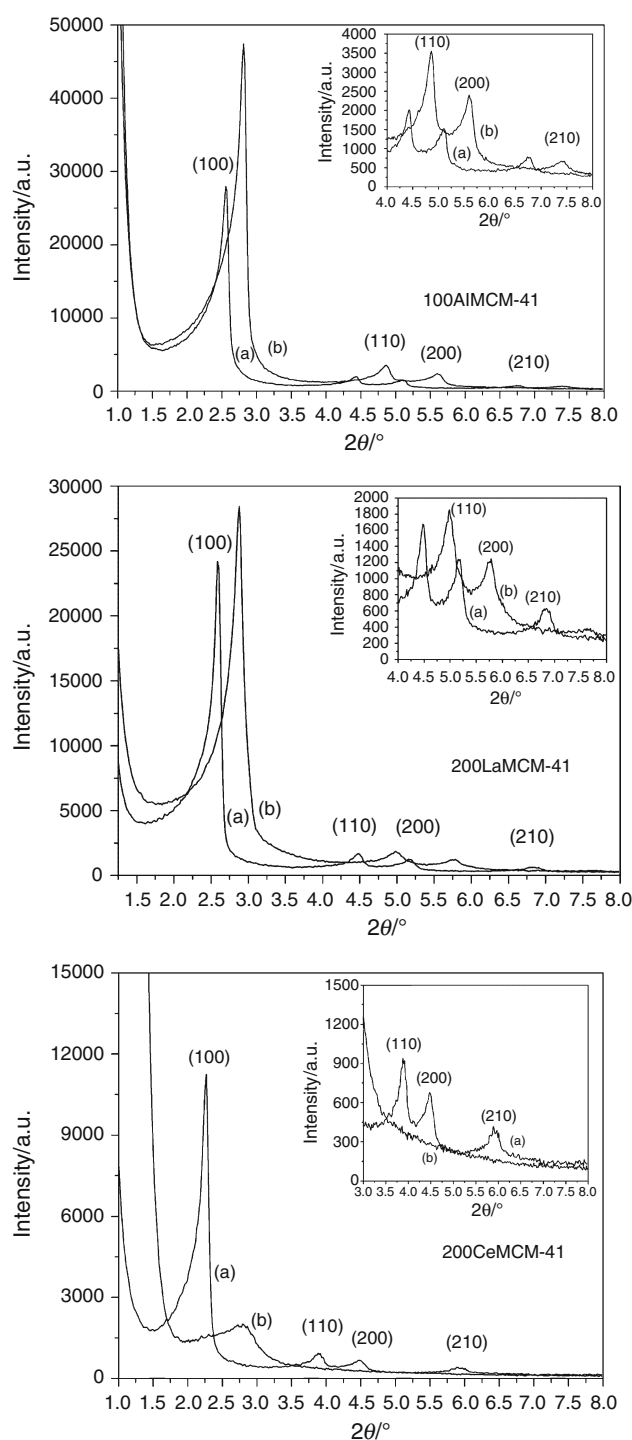 50000
40000
30000
20000
10000
0
Intensity/a.u.
(100)
(a)
(b)
(110)
(200)
(210)
100AlMCM-41
1.0 1.5 2.0 2.5 3.0 3.5 4.0 4.5 5.0 5.5 6.0 6.5 7.0 7.5 8.0
2θ/°
4000
3500
3000
2500
2000
1500
1000
500
0
Intensity/a.u.
(110)
(200)
(b)
(a)
(210)
4.0 4.5 5.0 5.5 6.0 6.5 7.0 7.5 8.0
2θ/°
30000
25000
20000
15000
10000
5000
0
Intensity/a.u.
(100)
(a)
(b)
(110)
(200)
(210)
200LaMCM-41
1.5 2.0 2.5 3.0 3.5 4.0 4.5 5.0 5.5 6.0 6.5 7.0 7.5 8.0
2θ/°
2000
1800
1600
1400
1200
1000
800
600
400
200
0
Intensity/a.u.
(110)
(200)
(b)
(210)
(a)
4.0 4.5 5.0 5.5 6.0 6.5 7.0 7.5 8.0
2θ/°
15000
12000
9000
6000
3000
0
Intensity/a.u.
(100)
(a)
(b)
(110)
(200)
(210)
200CeMCM-41
1.0 1.5 2.0 2.5 3.0 3.5 4.0 4.5 5.0 5.5 6.0 6.5 7.0 7.5 8.0
2θ/°
1500
1200
900
600
300
0
Intensity/a.u.
(110)
(200)
(210)
(a)
(b)
3.0 3.5 4.0 4.5 5.0 5.5 6.0 6.5 7.0 7.5 8.0
2θ/°